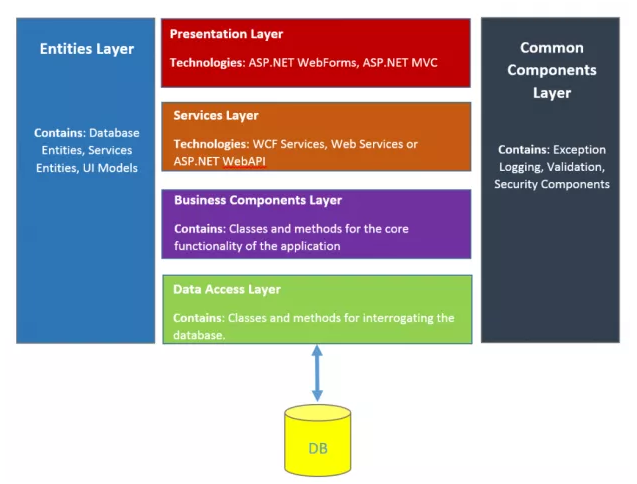 Entities Layer
Contains: Database
Entities, Services
Entities, UI Models
Presentation Layer
Technologies: ASP.NET WebForms, ASP.NET MVC
Services Layer
Technologies: WCF Services, Web Services or
ASP.NET WebAPI
Business Components Layer
Contains: Classes and methods for the core
functionality of the application
Data Access Layer
Contains: Classes and methods for interrogating the
database.
Common
Components
Layer
Contains: Exception
Logging, Validation,
Security Components
DB